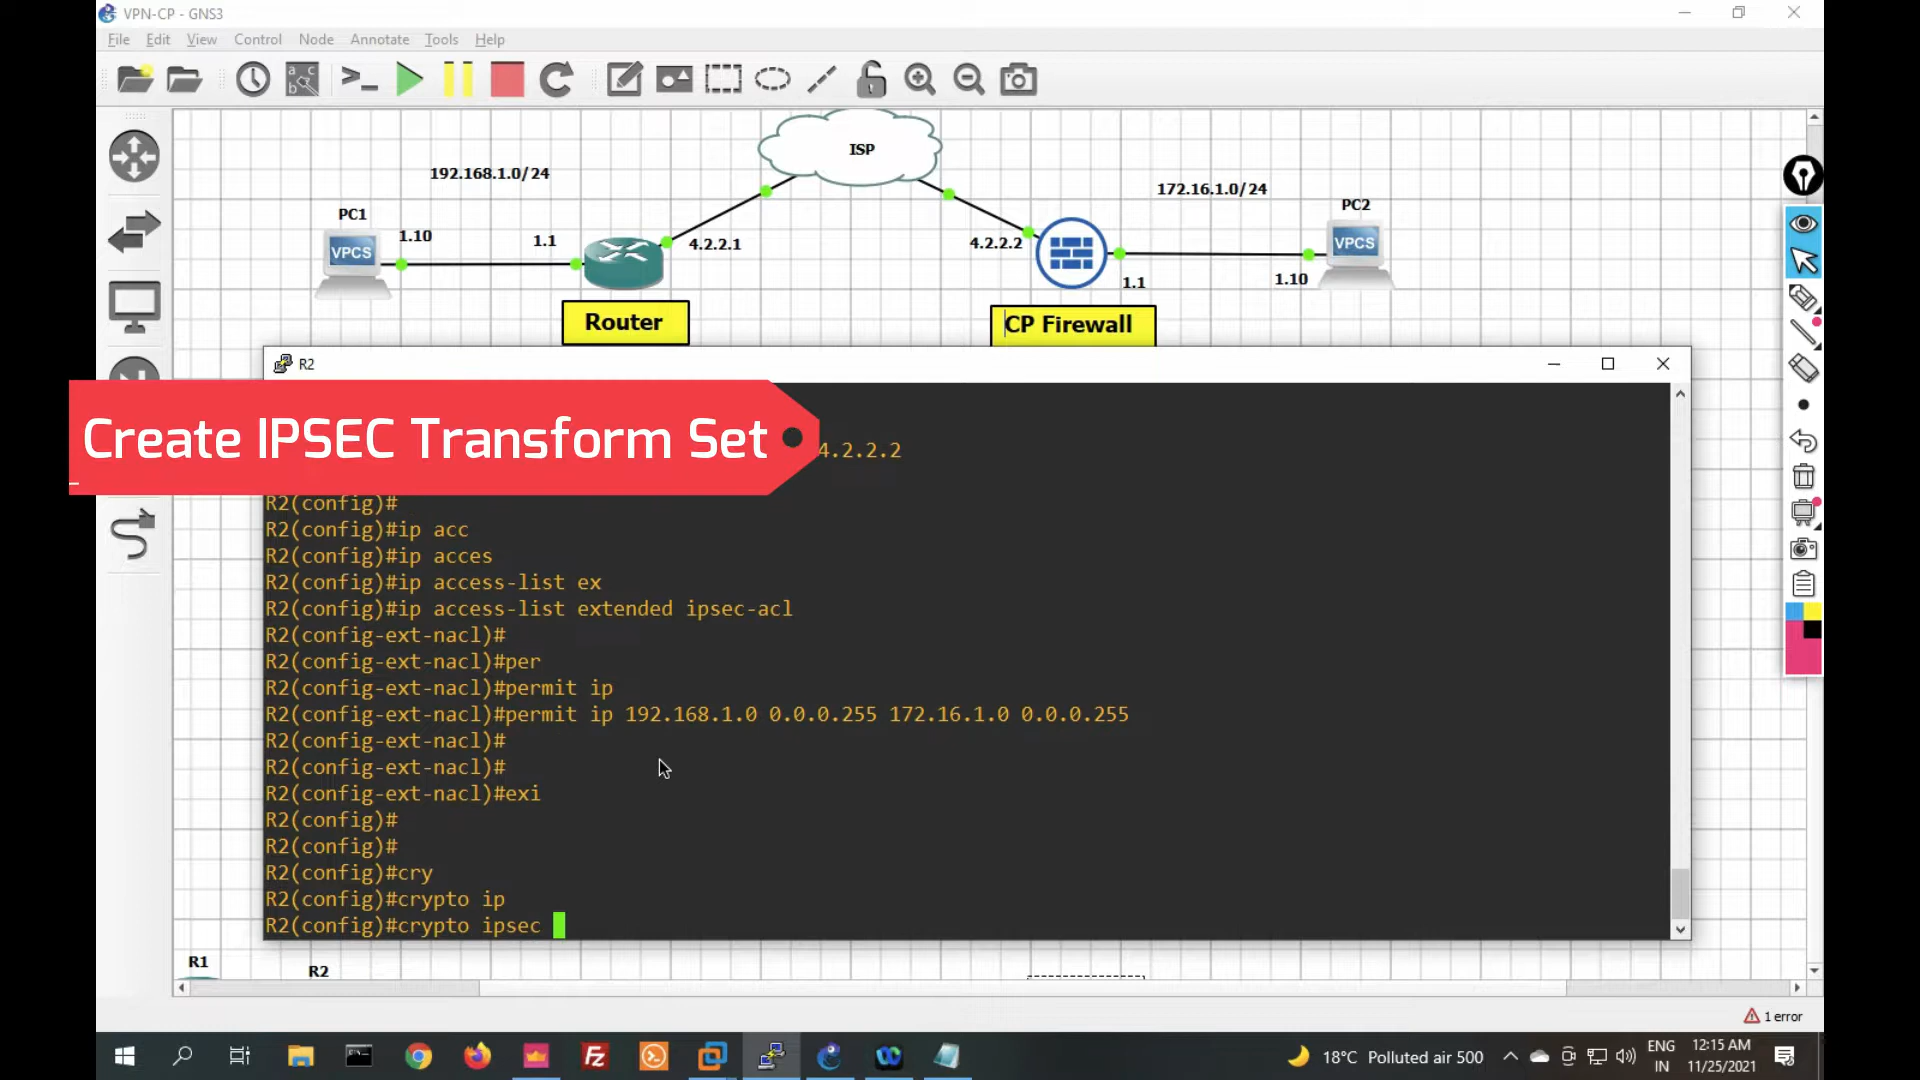 VPN-CP - GNS3
File Edit View Control Node Annotate Tools Help
ISP
192.168.1.0/24
172.16.1.0/24
PC1
PC2
1.10
1.1
4.2.2.1
4.2.2.2
VPCS
VPCS
1.1
1.10
Router
CP Firewall
R2
Create IPSEC Transform Set
4.2.2.2
R2(config)#
R2(config)#ip acc
R2(config)#ip acces
R2(config)#ip access-list ex
R2(config)#ip access-list extended ipsec-acl
R2(config-ext-nacl)#
R2(config-ext-nacl)#per
R2(config-ext-nacl)#permit ip
R2(config-ext-nacl)#permit ip 192.168.1.0 0.0.0.255 172.16.1.0 0.0.0.255
R2(config-ext-nacl)#
R2(config-ext-nacl)#
R2(config-ext-nacl)#exi
R2(config)#
R2(config)#
R2(config)#cry
R2(config)#crypto ip
R2(config)#crypto ipsec
R1
R2
1 error
18°C Polluted air 500
ENG
IN
12:15 AM
11/25/2021